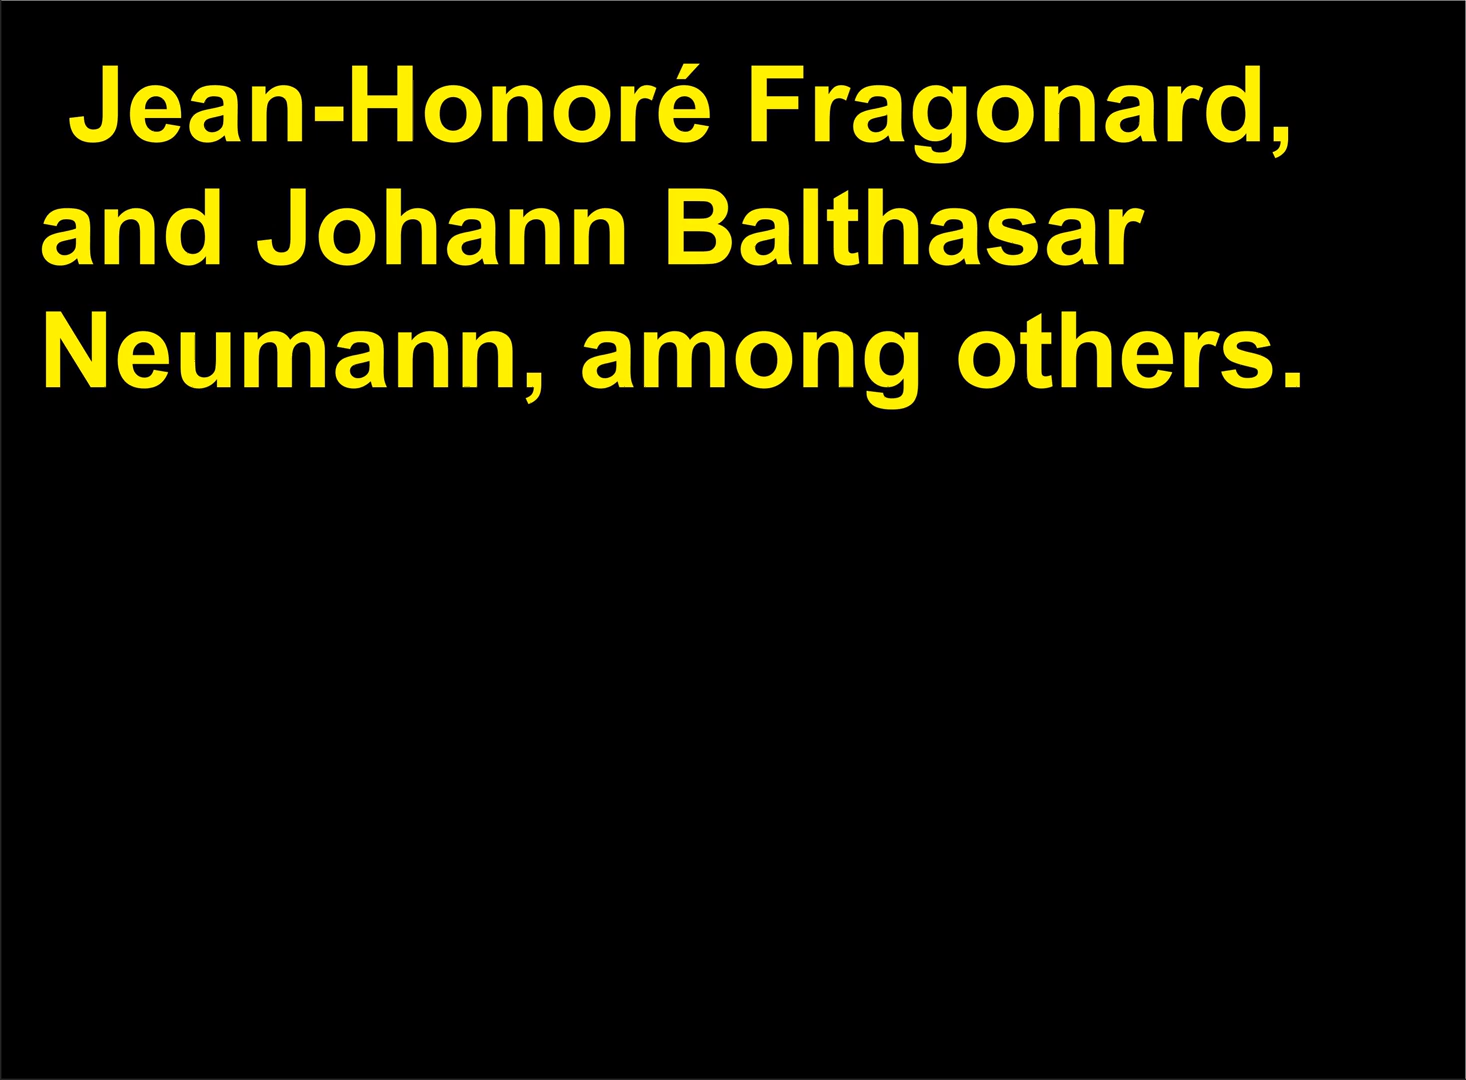 Jean-Honoré Fragonard,
and Johann Balthasar
Neumann, among others.